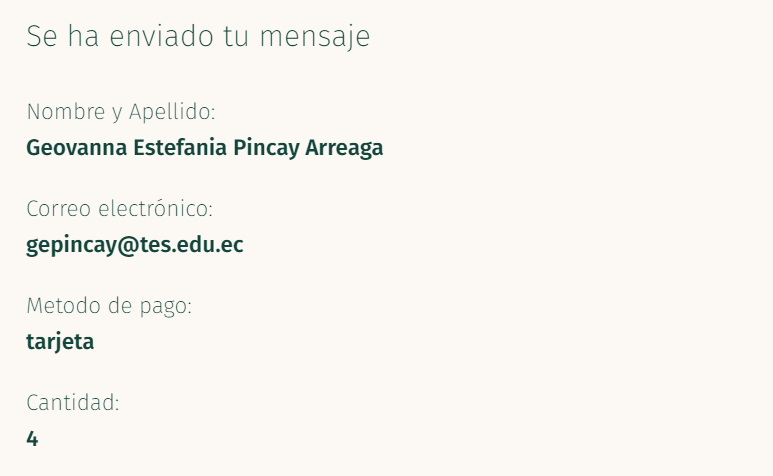 Se ha enviado tu mensaje
Nombre y Apellido:
Geovanna Estefania Pincay Arreaga
Correo electrónico:
gepincay@tes.edu.ec
Metodo de pago:
tarjeta
Cantidad:
4